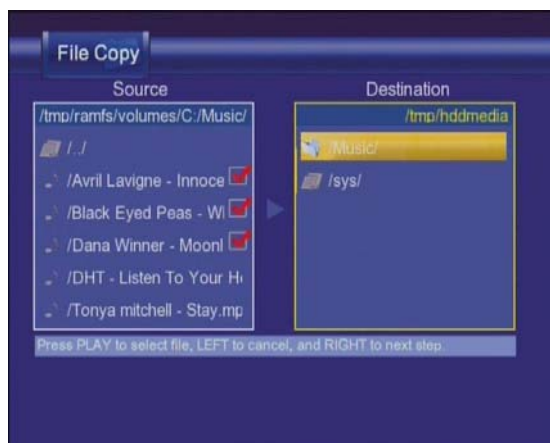 File Copy
Source
Destination
/tmp/ramfs/volumes/C:/Music/
/../
/Avril Lavigne - Innoce
/Black Eyed Peas - WI
/Dana Winner - Moonl
/DHT - Listen To Your He
/Tonya mitchell - Stay.mp
/tmp/hddmedia
/Music/
/sys/
Press PLAY to select file, LEFT to cancel, and RIGHT to next step.